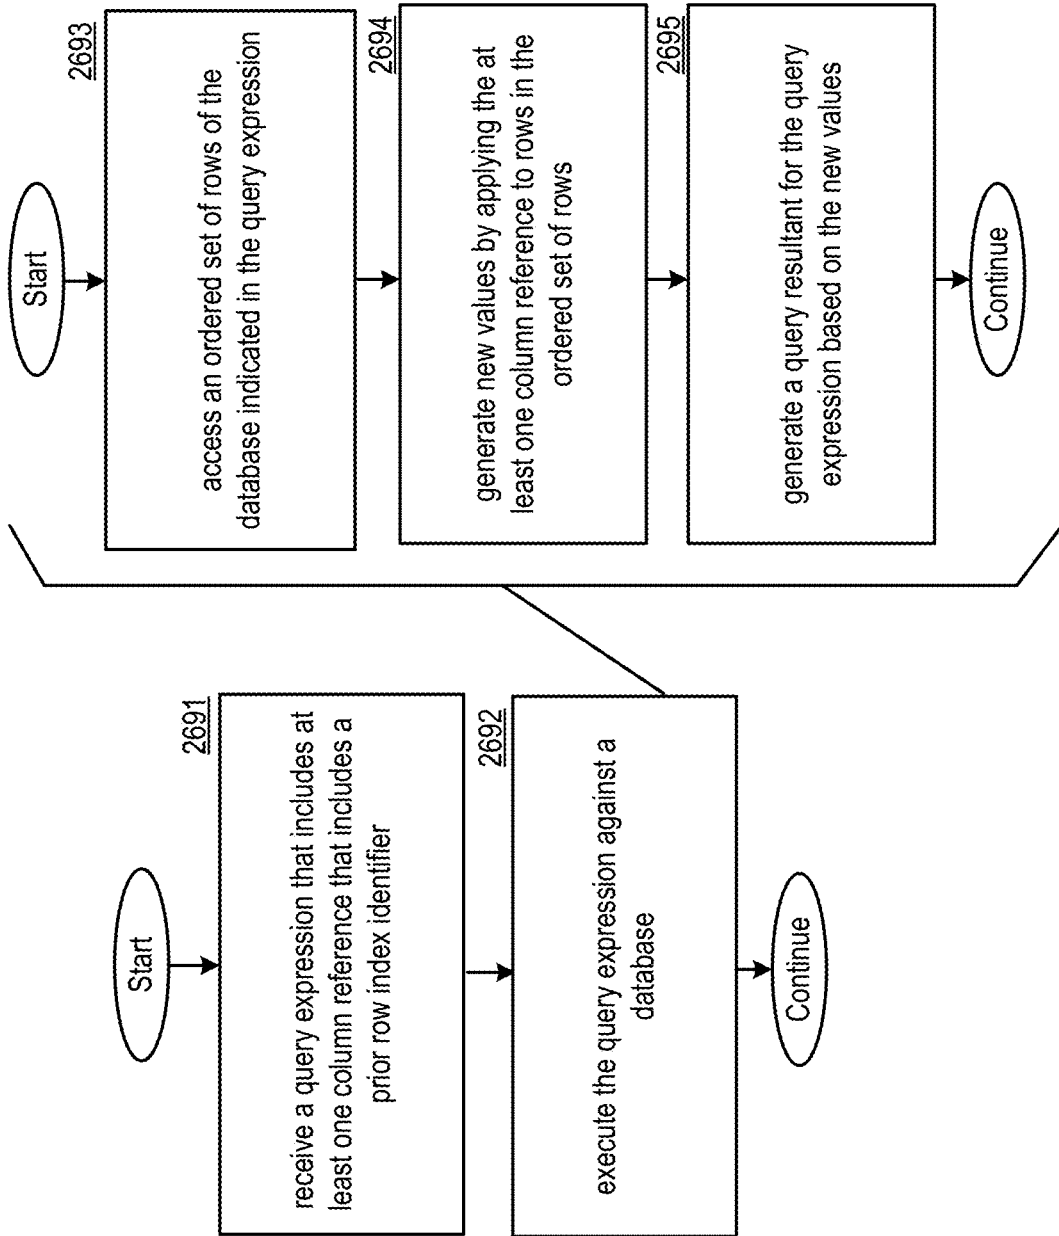 Start
2691
receive a query expression that includes at
least one column reference that includes a
prior row index identifier
2692
execute the query expression against a
database
Continue
Start
2693
access an ordered set of rows of the
database indicated in the query expression
2694
generate new values by applying the at
least one column reference to rows in the
ordered set of rows
2695
generate a query resultant for the query
expression based on the new values
Continue